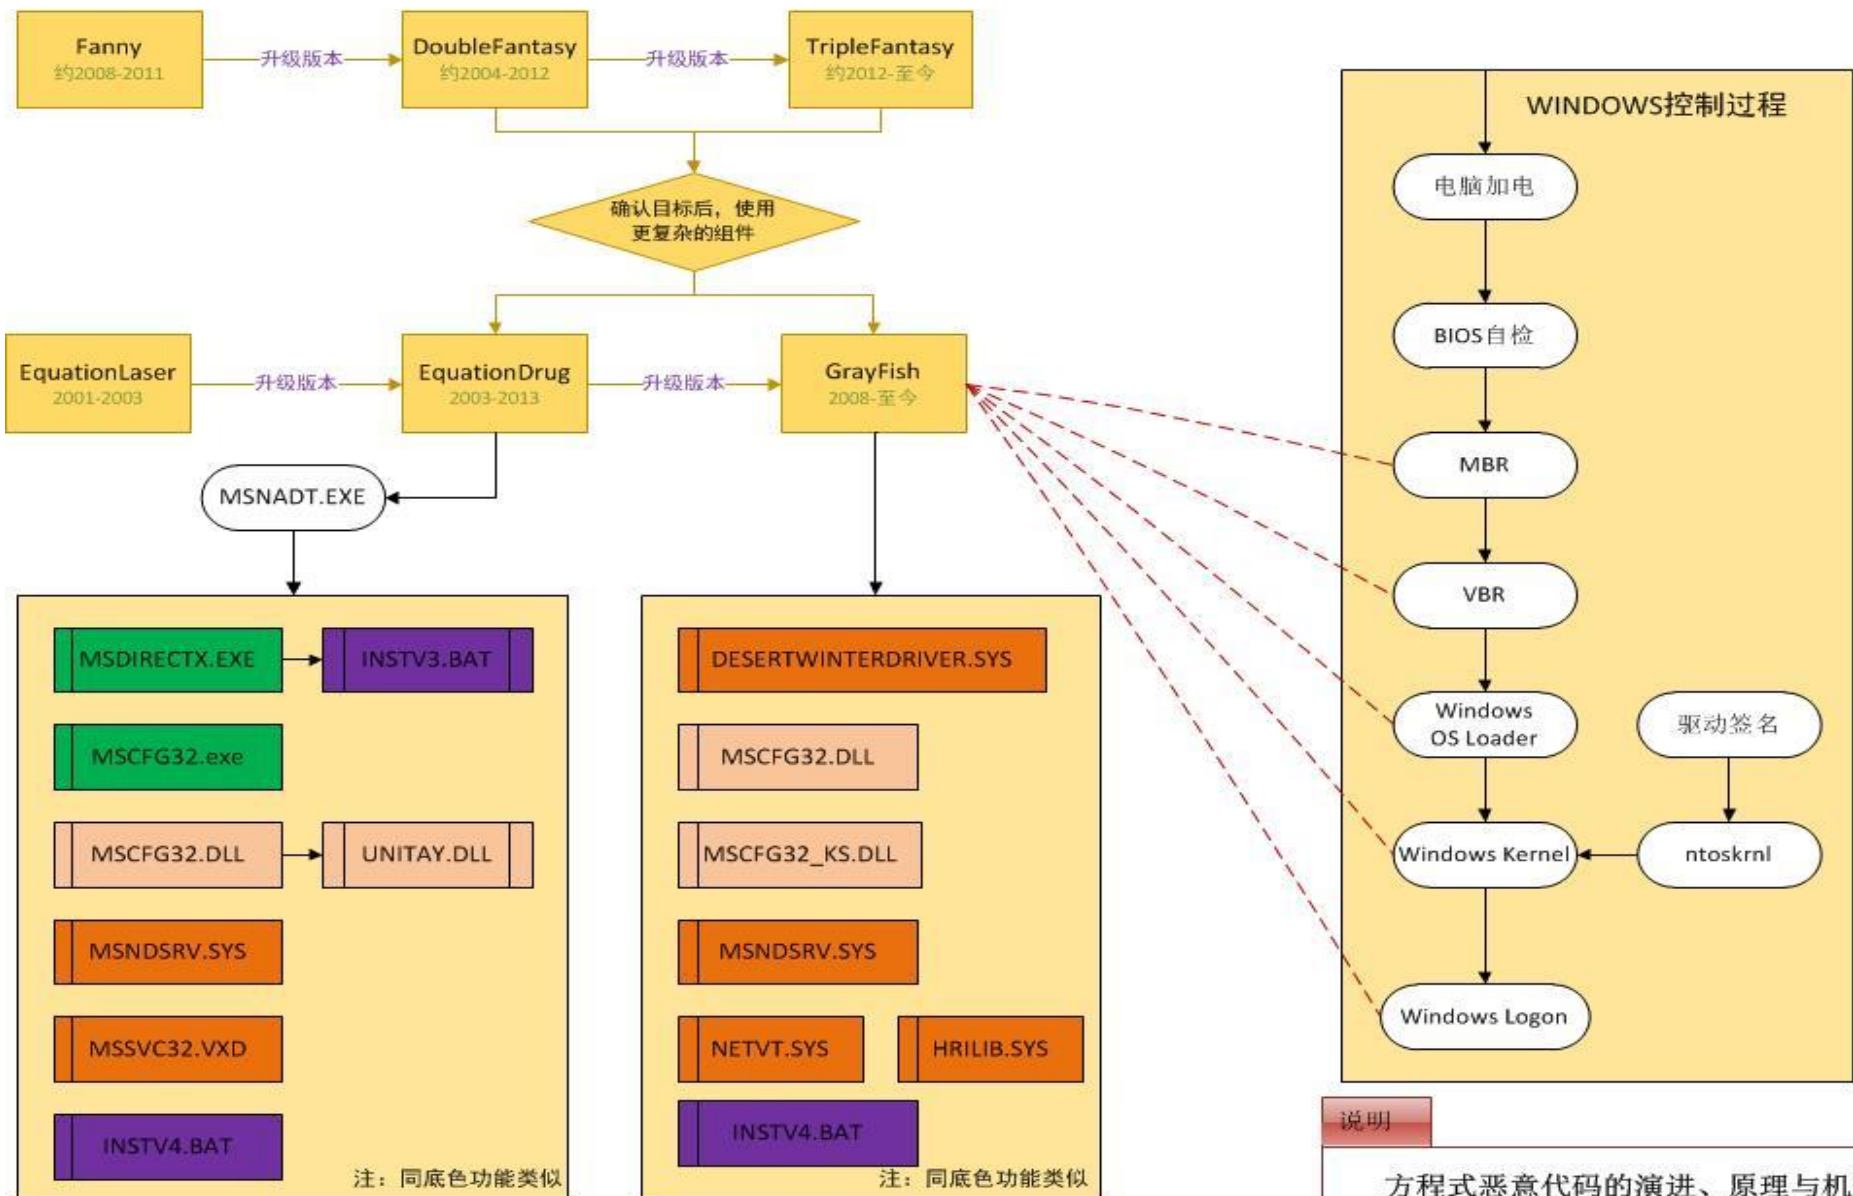 Fanny
约2008-2011
升级版本
DoubleFantasy
约2004-2012
升级版本
TripleFantasy
约2012-至今
确认目标后，使用
更复杂的组件
EquationLaser
2001-2003
升级版本
EquationDrug
2003-2013
升级版本
GrayFish
2008-至今
MSNADT.EXE
MSDIRECTX.EXE
INSTV3.BAT
MSCFG32.exe
MSCFG32.DLL
UNITAY.DLL
MSNDSRV.SYS
MSSVC32.VXD
INSTV4.BAT
注：同底色功能类似
DESERTWINTERDRIVER.SYS
MSCFG32.DLL
MSCFG32_KS.DLL
MSNDSRV.SYS
NETVT.SYS
HRILIB.SYS
INSTV4.BAT
注：同底色功能类似
WINDOWS控制过程
电脑加电
BIOS自检
MBR
VBR
Windows
OS Loader
驱动签名
Windows Kernel
ntoskrnl
Windows Logon
说明
方程式恶意代码的演进、原理与机